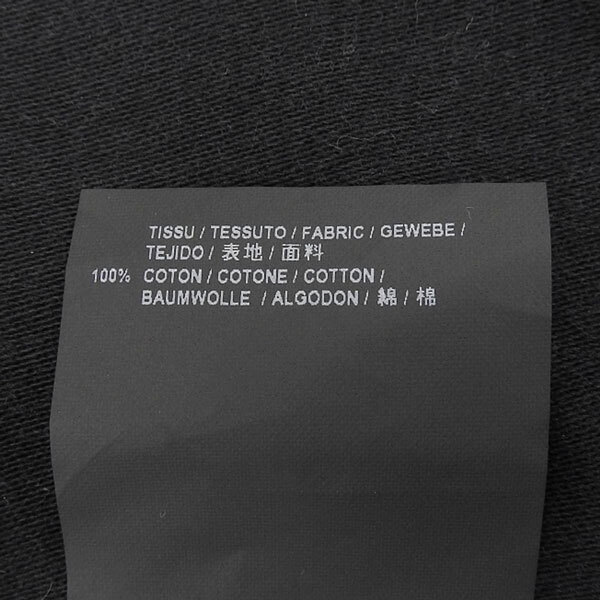 TISSU / TESSUTO / FABRIC / GEWEBE /
TEJIDO / 表地 / 面料
100% COTON / COTONE / COTTON /
BAUMWOLLE / ALGODON / 綿 / 棉